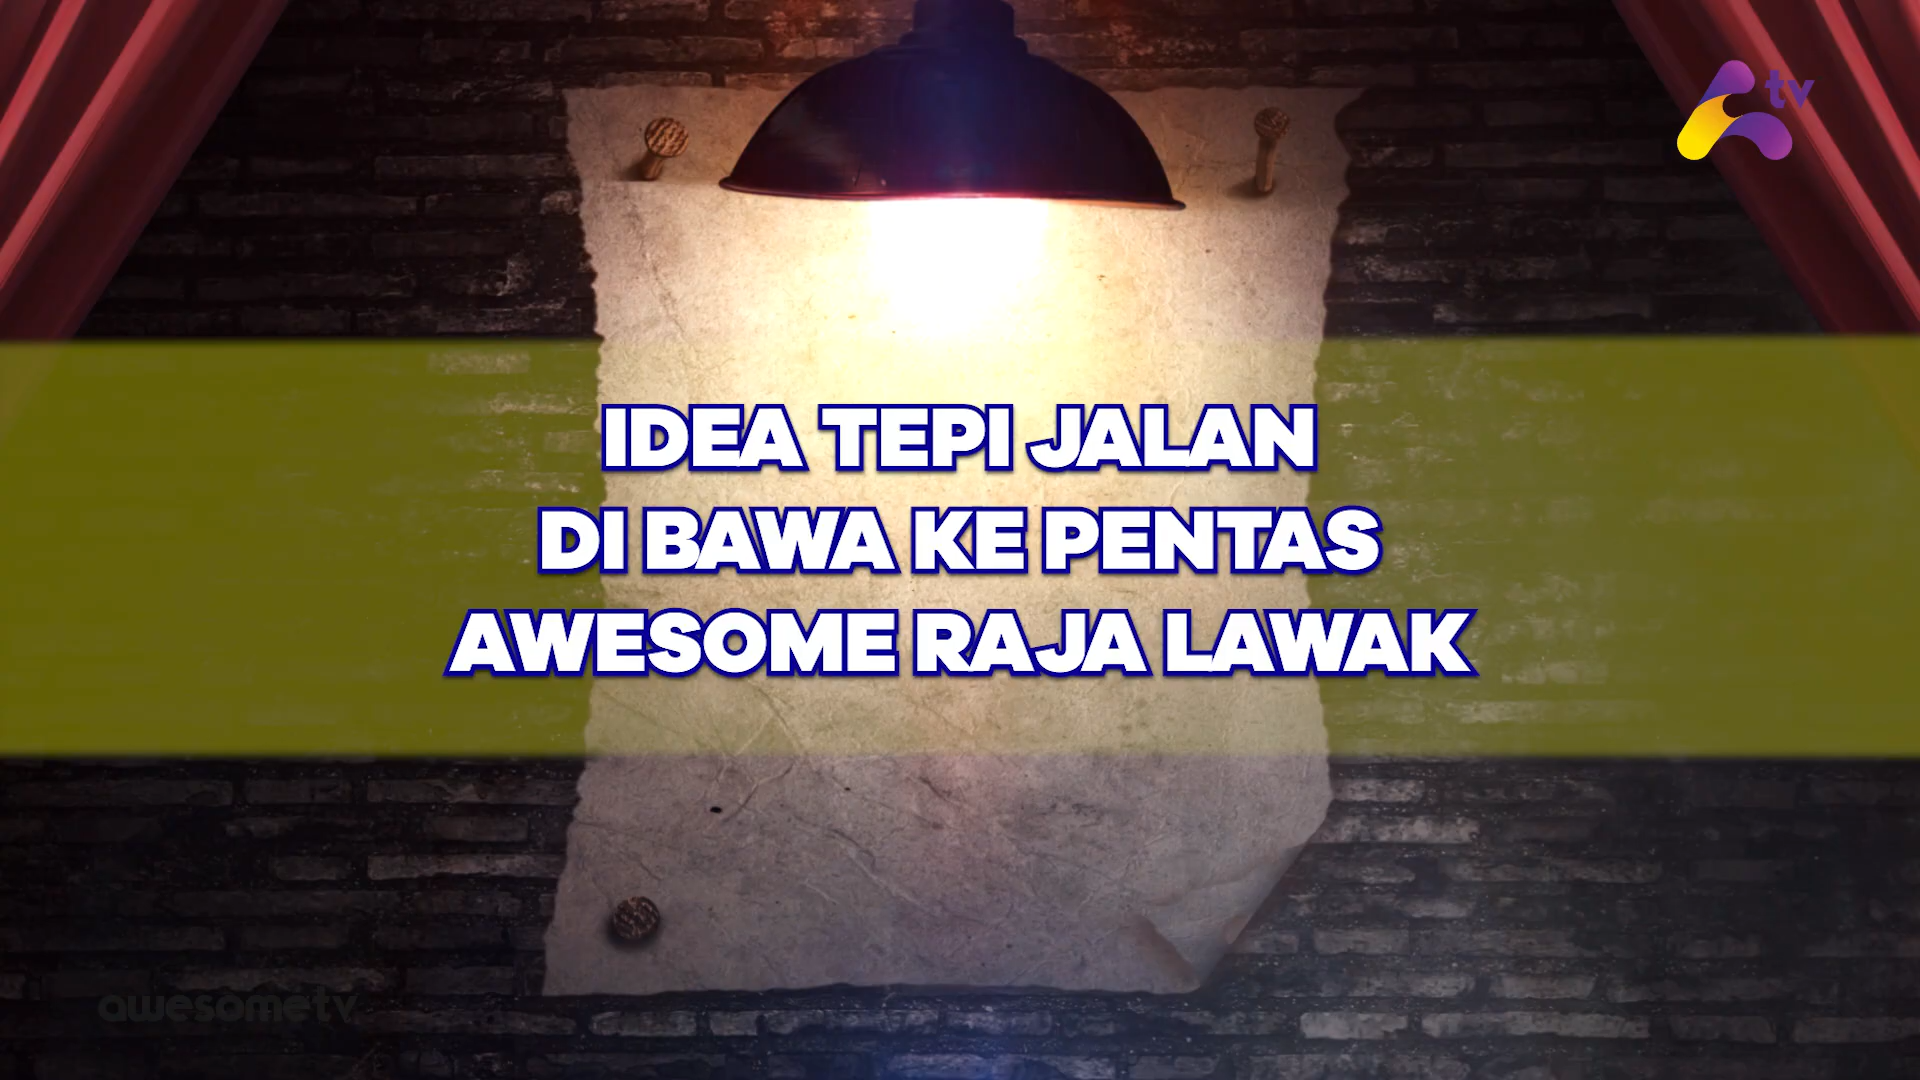 tv
IDEA TEPI JALAN
DI BAWA KE PENTAS
AWESOME RAJA LAWAK
awesometv